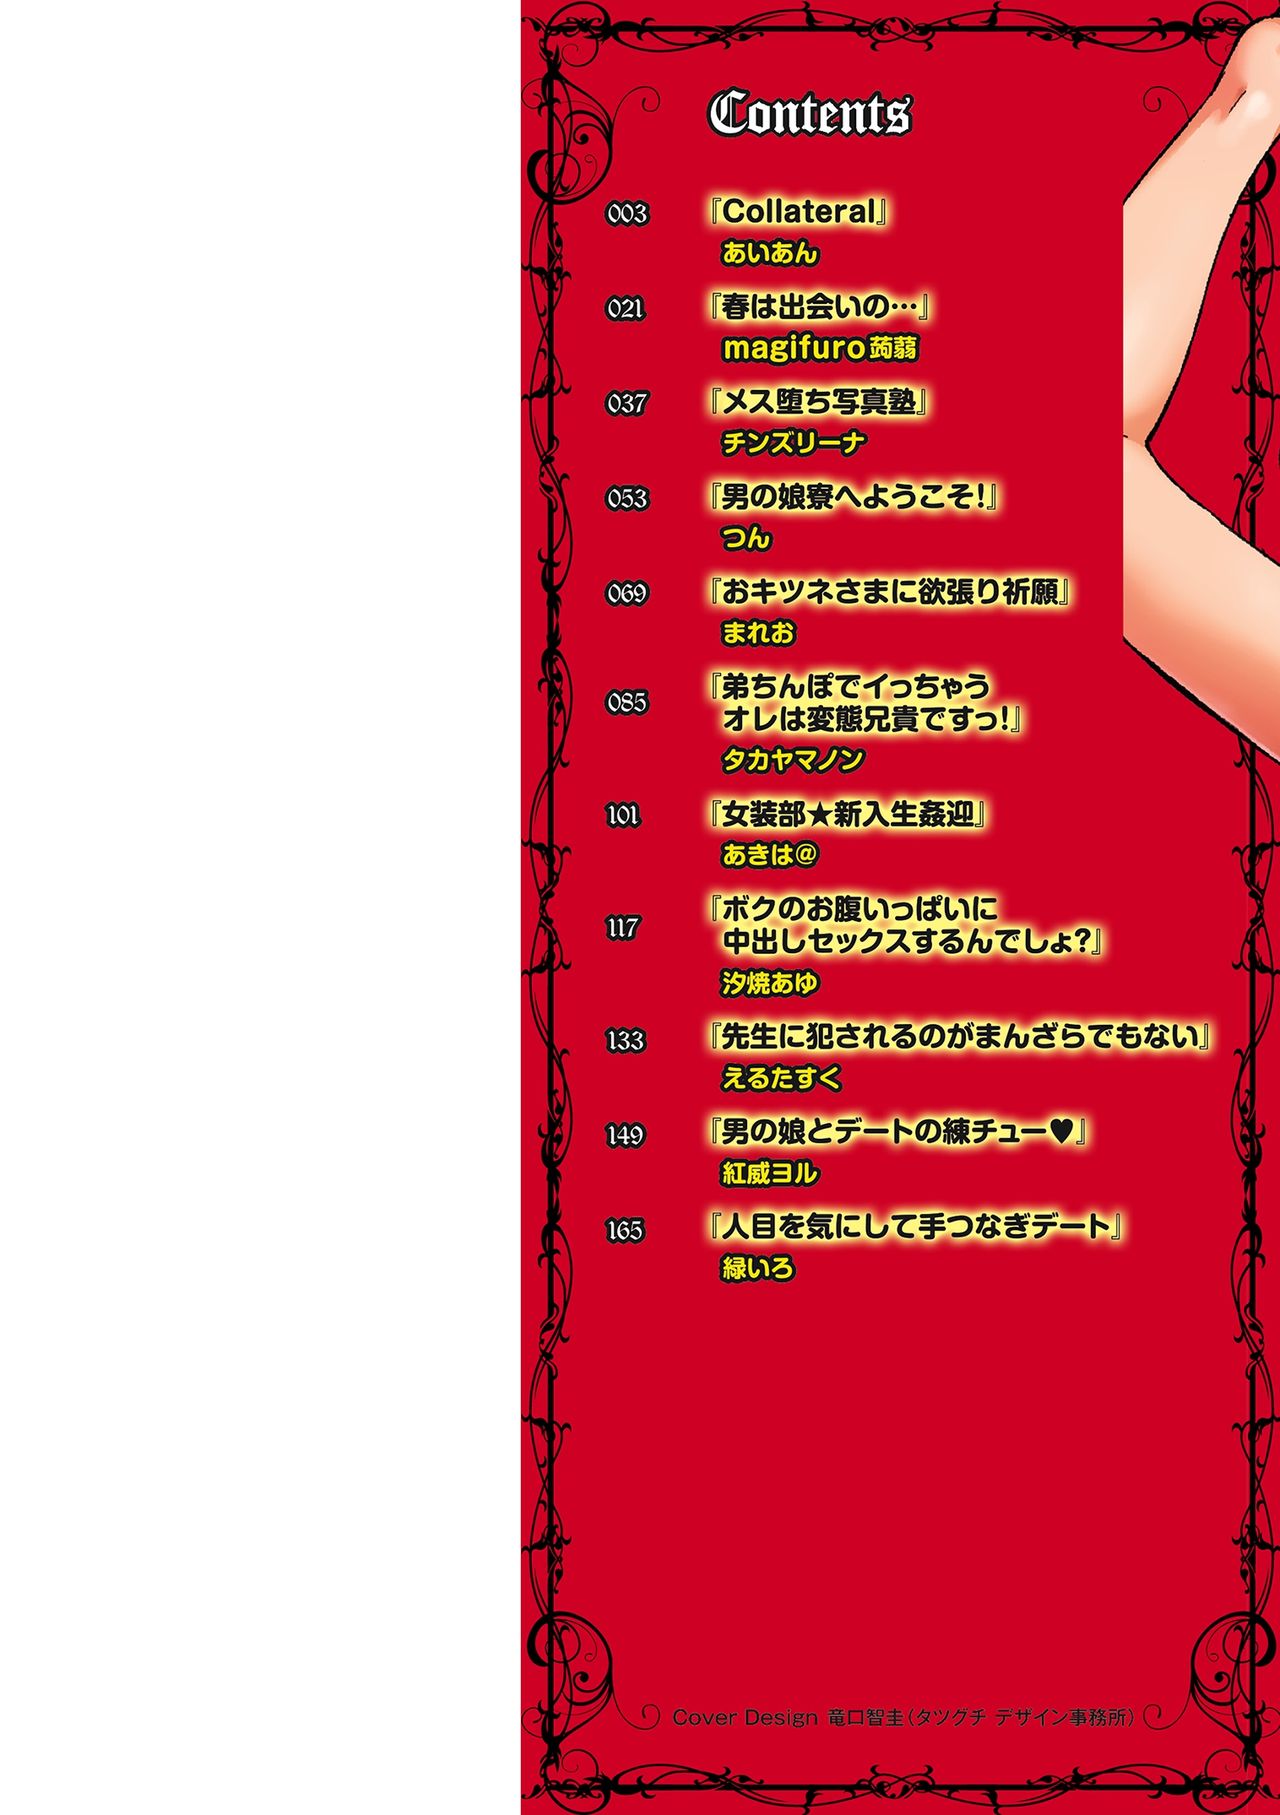 Contents
003
『Collateral』
あいあん
021
『春は出会いの…』
magifuro蒟蒻
037
『メス堕ち写真塾』
チンズリーナ
053
『男の娘寮へようこそ!』
つん
069
『おキツネさまに欲張り祈願』
まれお
085
『弟ちんぽでイっちゃう
オレは変態兄貴ですっ!』
タカヤマノン
101
『女装部★新入生姦迎』
あきは@
117
『ボクのお腹いっぱいに
中出しセックスするんでしょ?』
汐焼あゆ
133
『先生に犯されるのがまんざらでもない』
えるたすく
149
『男の娘とデートの練チュー♥』
紅威ヨル
165
『人目を気にして手つなぎデート』
緑いろ
Cover Design 竜口智圭(タツグチ デザイン事務所)